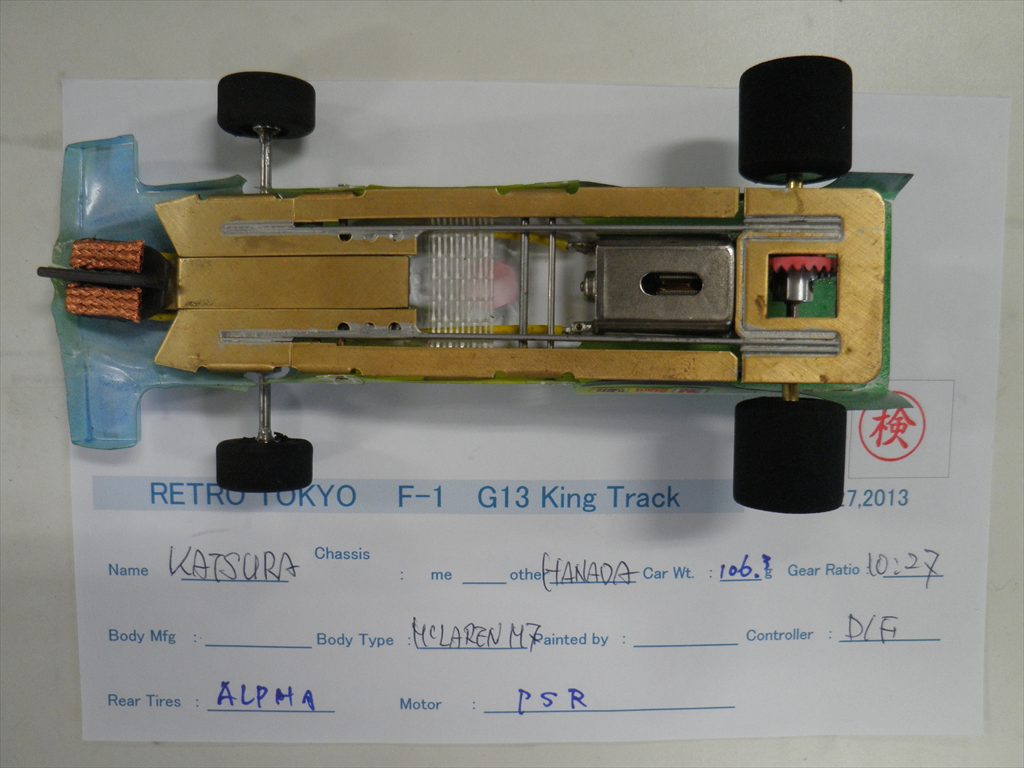 検
RETRO TOKYO F-1 G13 King Track 7,2013
Name KATSURA Chassis : me other HANADA Car Wt. : 106.3 g Gear Ratio : 10:27
Body Mfg : Body Type : McLAREN M7 Painted by : Controller : D/F
Rear Tires : ALPHA Motor : PSR